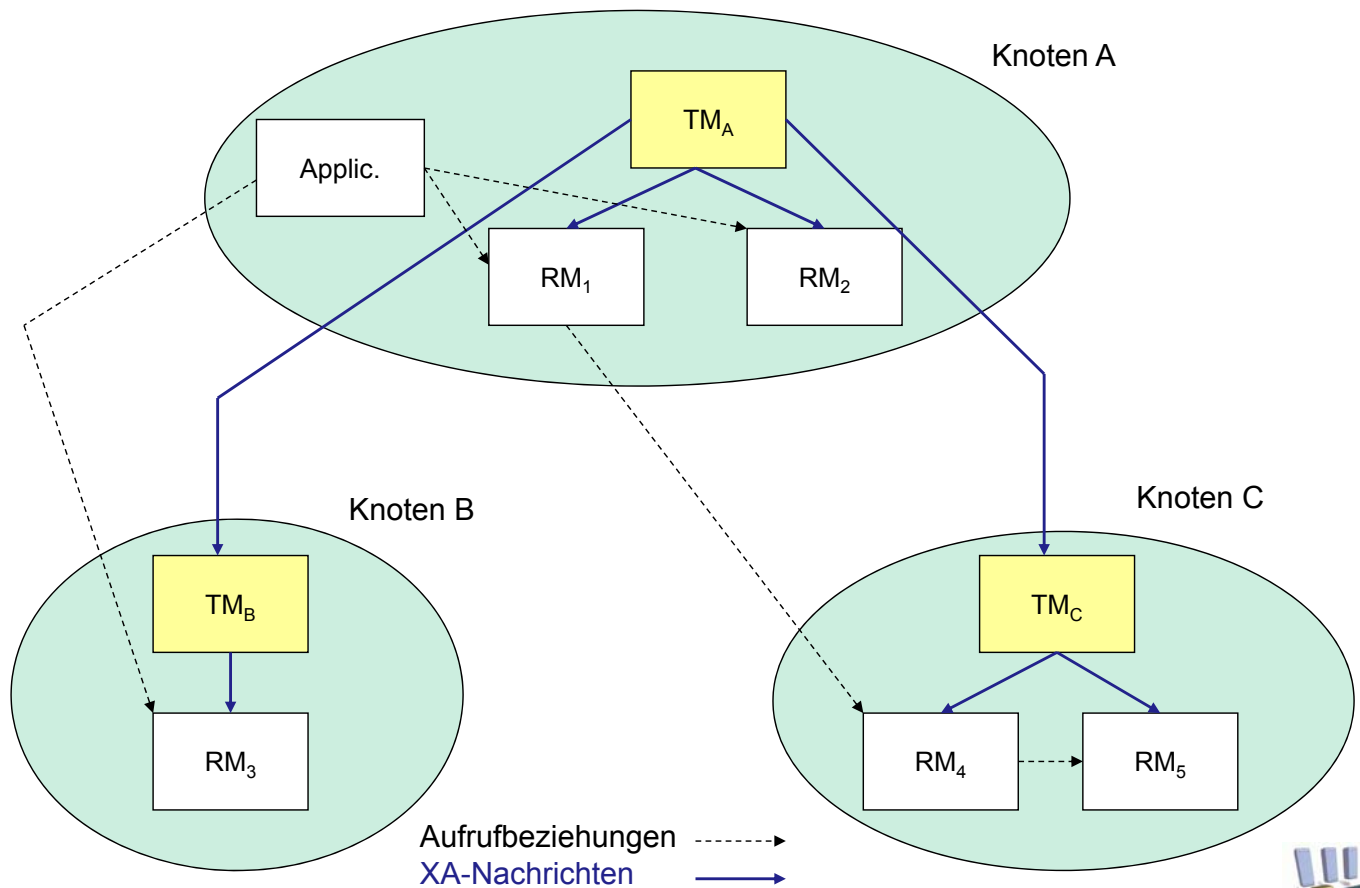 Knoten A
TMA
Applic.
RM1
RM2
Knoten B
Knoten C
TMB
TMC
RM3
RM4
RM5
Aufrufbeziehungen
XA-Nachrichten